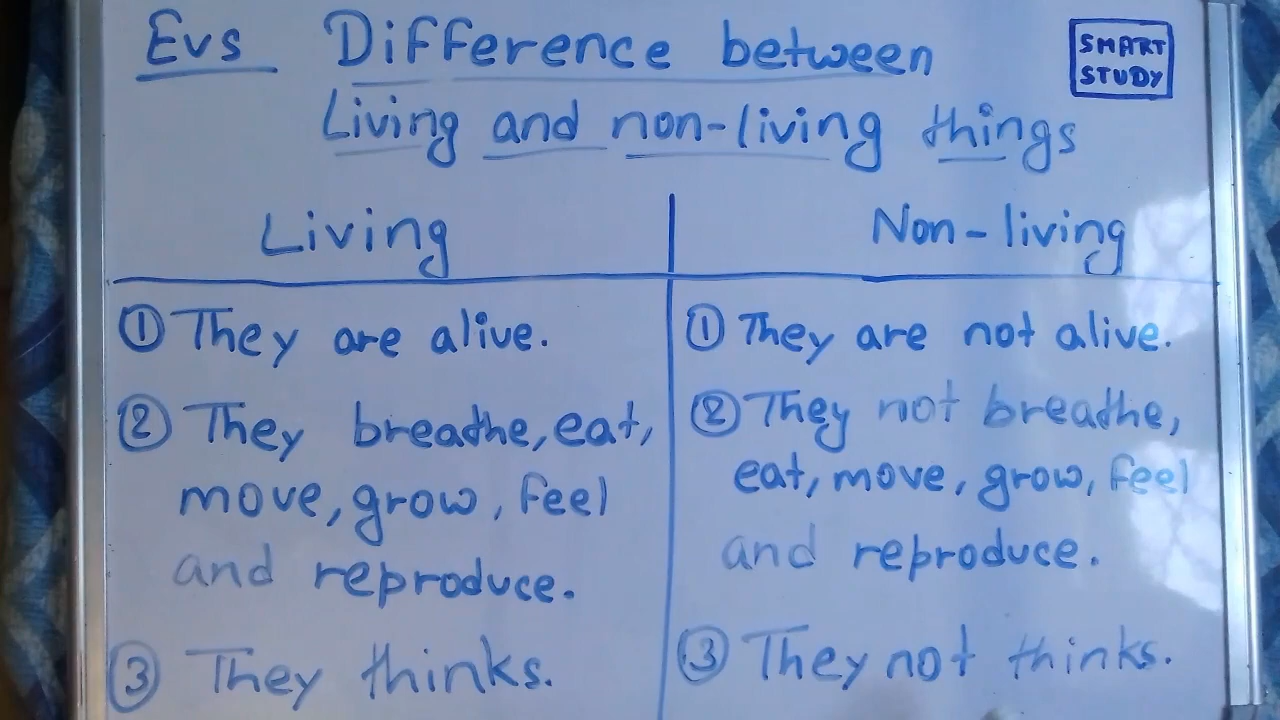 Evs Difference between
Living and non-living things
SMART
STUDY
Living
Non-living
① They are alive.
② They breathe, eat,
move, grow, feel
and reproduce.
③ They thinks.
① They are not alive.
② They not breathe,
eat, move, grow, feel
and reproduce.
③ They not thinks.